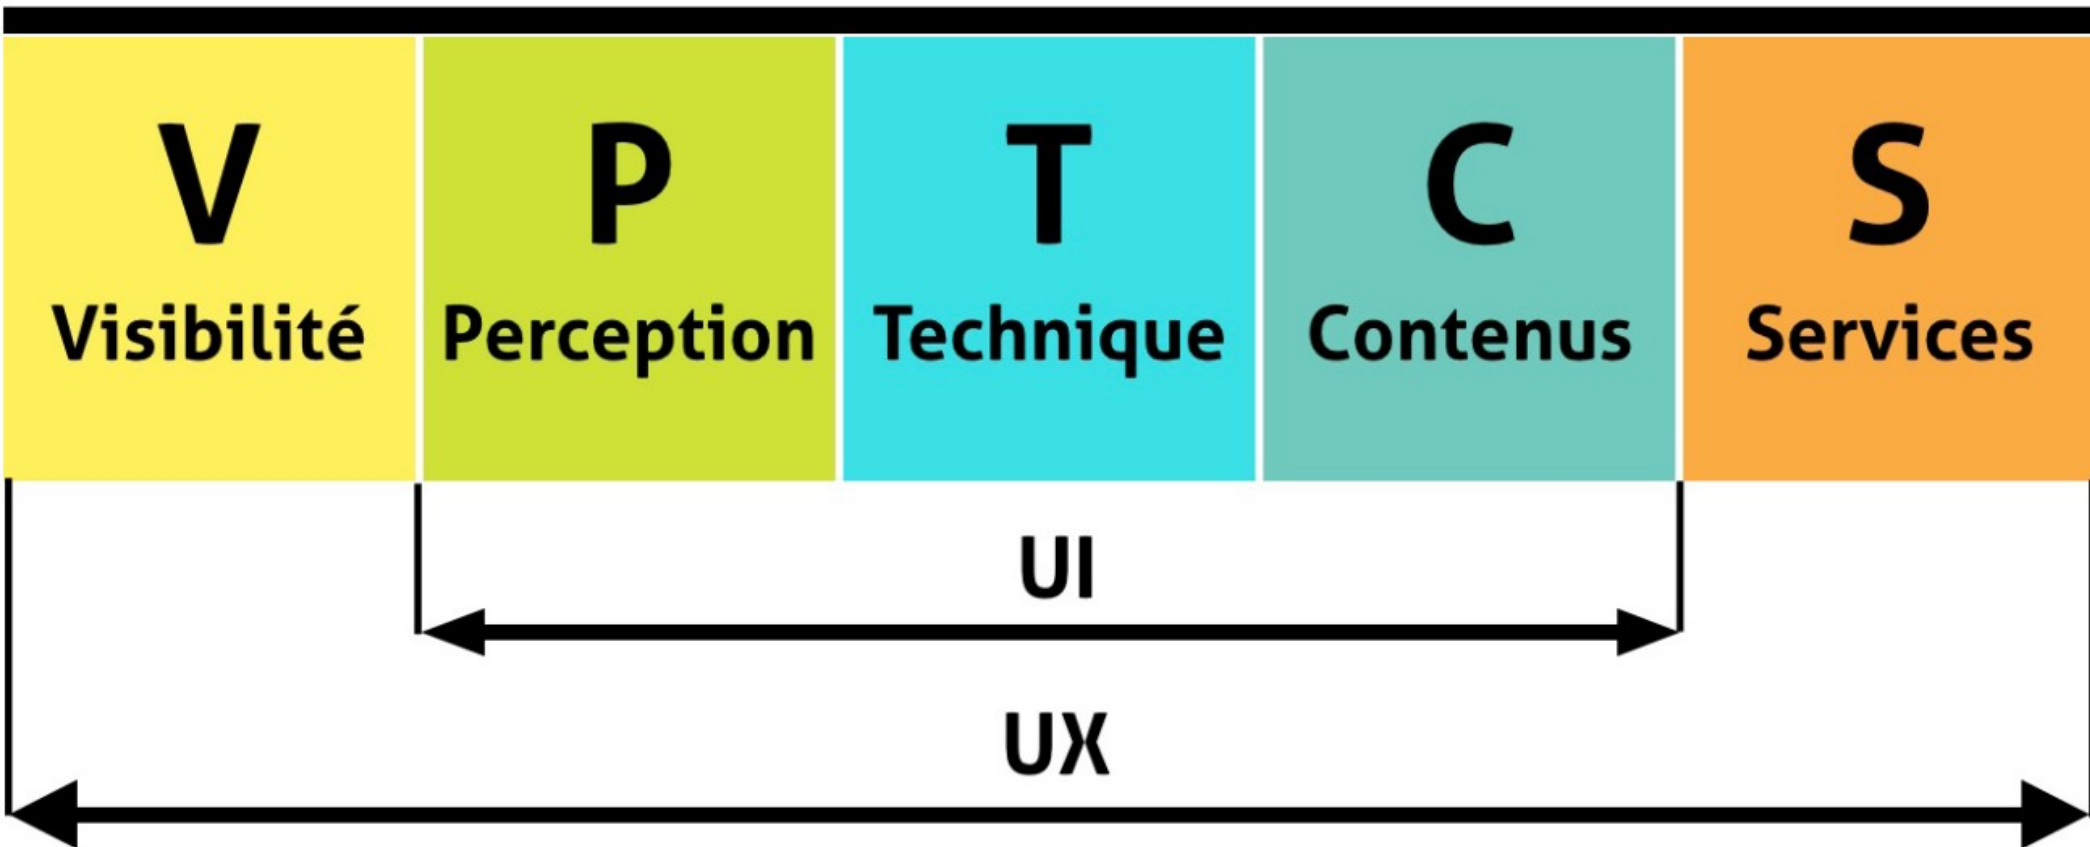 V P T C S
Visibilité Perception Technique Contenus Services
UI
UX